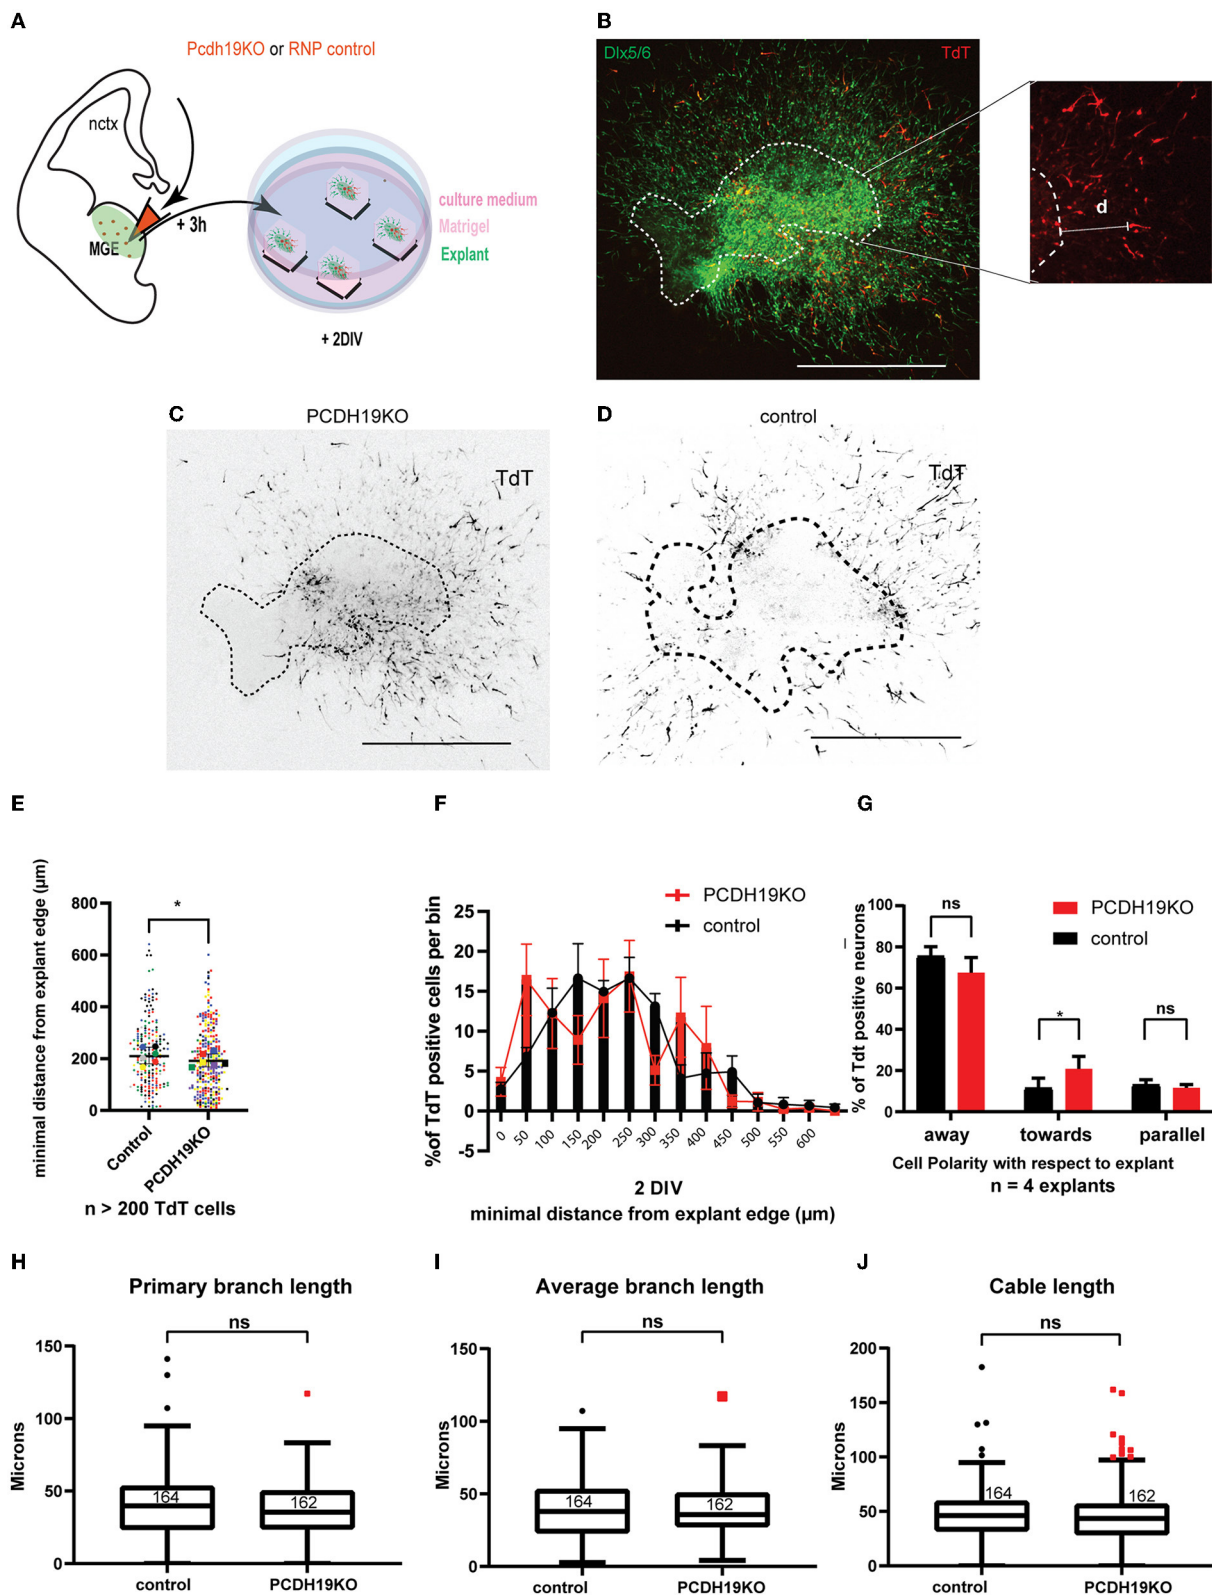 A
Pcdh19KO or RNP control
nctx
MGE
+ 3h
culture medium
Matrigel
Explant
+ 2DIV
B
Dlx5/6
TdT
d
C
PCDH19KO
TdT
D
control
TdT
E
minimal distance from explant edge (µm)
800
600
400
200
0
*
Control
PCDH19KO
n > 200 TdT cells
F
%of TdT positive cells per bin
25
20
15
10
5
0
-5
PCDH19KO
control
0
50
100
150
200
250
300
350
400
450
500
550
600
2 DIV
minimal distance from explant edge (µm)
G
% of Tdt positive neurons
100
80
60
40
20
0
ns
*
ns
PCDH19KO
control
away
towards
parallel
Cell Polarity with respect to explant
n = 4 explants
H
Primary branch length
ns
Microns
150
100
50
0
164
162
control
PCDH19KO
I
Average branch length
ns
Microns
150
100
50
0
164
162
control
PCDH19KO
J
Cable length
ns
Microns
200
150
100
50
0
164
162
control
PCDH19KO